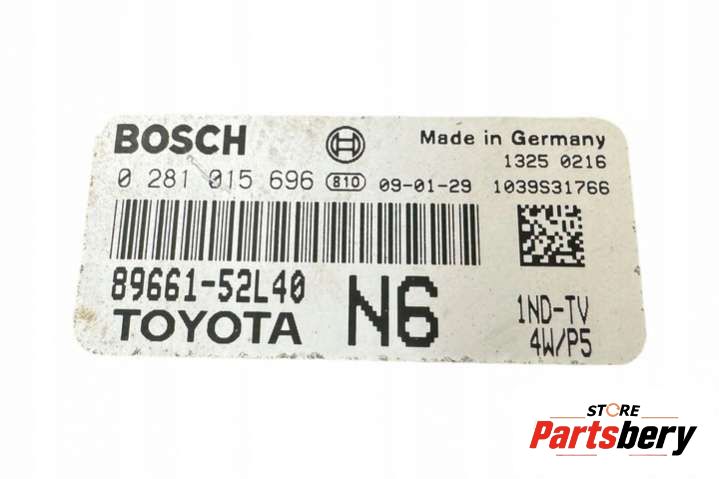 BOSCH Made in Germany
1325 0216
0 281 015 696 810 09-01-29 1039S31766
89661-52L40 N6 1ND-TV
TOYOTA 4W/P5
STORE
Partsbery